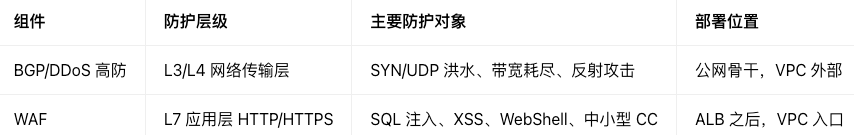 组件 防护层级 主要防护对象 部署位置
BGP/DDoS 高防 L3/L4 网络传输层 SYN/UDP 洪水、带宽耗尽、反射攻击 公网骨干，VPC 外部
WAF L7 应用层 HTTP/HTTPS SQL 注入、XSS、WebShell、中小型 CC ALB 之后，VPC 入口